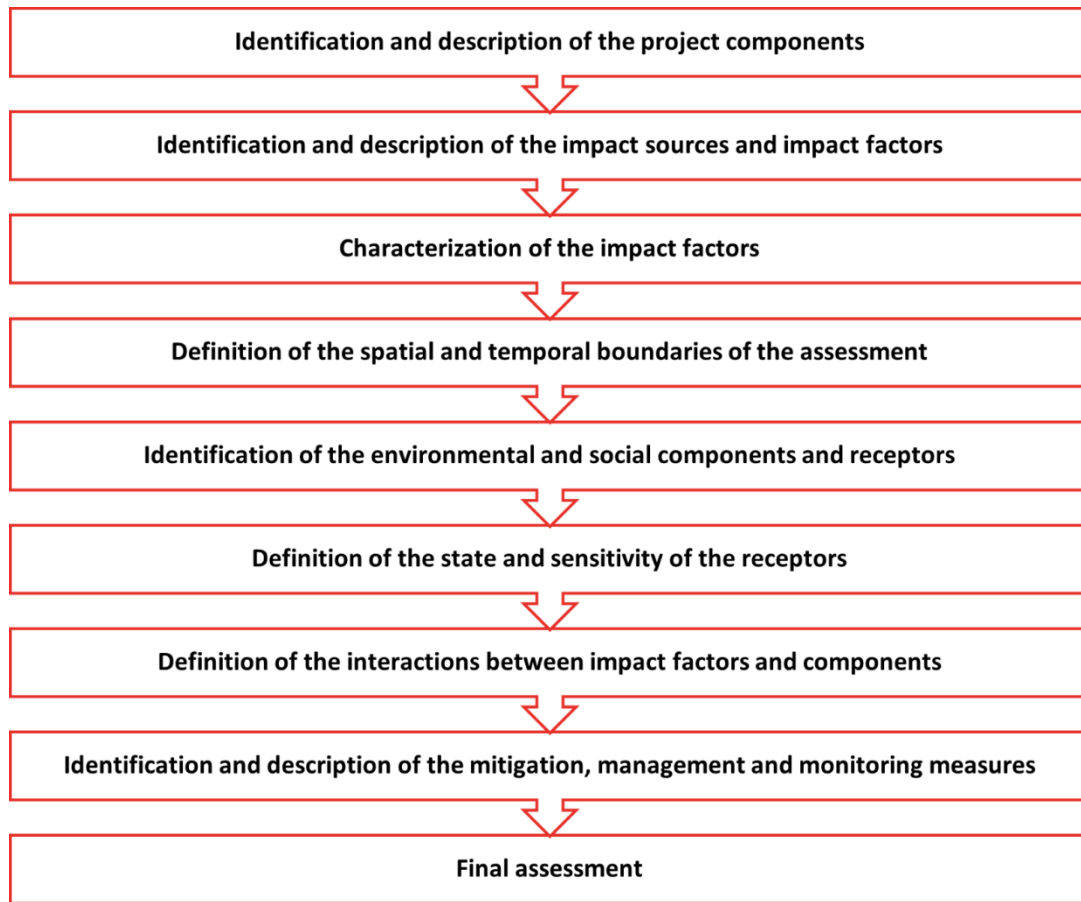 Identification and description of the project components
Identification and description of the impact sources and impact factors
Characterization of the impact factors
Definition of the spatial and temporal boundaries of the assessment
Identification of the environmental and social components and receptors
Definition of the state and sensitivity of the receptors
Definition of the interactions between impact factors and components
Identification and description of the mitigation, management and monitoring measures
Final assessment